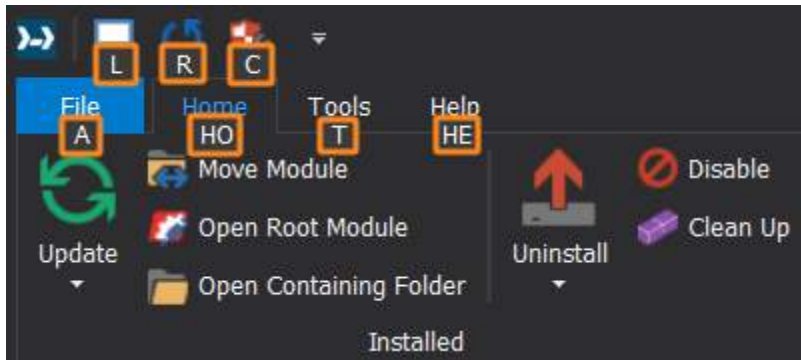 L R C
File Home Tools Help
A HO T HE
Move Module Disable
Open Root Module Clean Up
Update Uninstall
Open Containing Folder
Installed